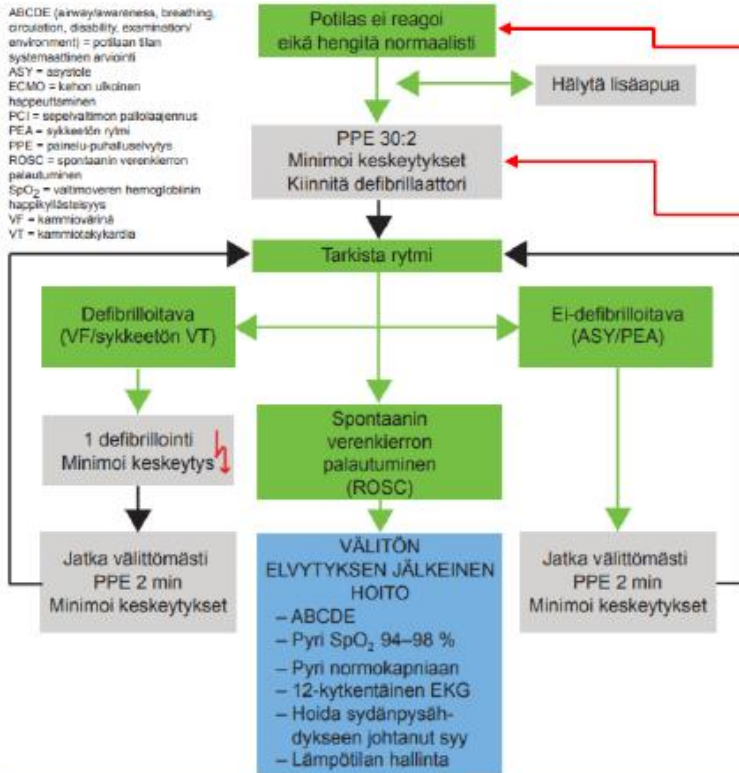 ABCDE (airway/awareness, breathing,
circulation, disability, examination/
environment) = potilaan tilan
systemaattinen arviointi
ASY = asystole
ECMO = kehon ulkoinen
happeuttaminen
PCI = sepelvaltimon pallolaajennus
PEA = sykkeetön rytmi
PPE = painelu-puhalluselvytys
ROSC = spontaanin verenkierron
palautuminen
SpO₂ = valtimoveren hemoglobiinin
happikyllästeisyys
VF = kammiovärinä
VT = kammiotakykardia
Potilas ei reagoi
eikä hengitä normaalisti
Hälytä lisäapua
PPE 30:2
Minimoi keskeytykset
Kiinnitä defibrillaattori
Tarkista rytmi
Defibrilloitava
(VF/sykkeetön VT)
Ei-defibrilloitava
(ASY/PEA)
1 defibrillointi
Minimoi keskeytys
Spontaanin
verenkierron
palautuminen
(ROSC)
Jatka välittömästi
PPE 2 min
Minimoi keskeytykset
VÄLITÖN
ELVYTYKSEN JÄLKEINEN
HOITO
– ABCDE
– Pyri SpO₂ 94–98 %
– Pyri normokapniaan
– 12-kytkentäinen EKG
– Hoida sydänpysäh-
dykseen johtanut syy
– Lämpötilan hallinta
Jatka välittömästi
PPE 2 min
Minimoi keskeytykset